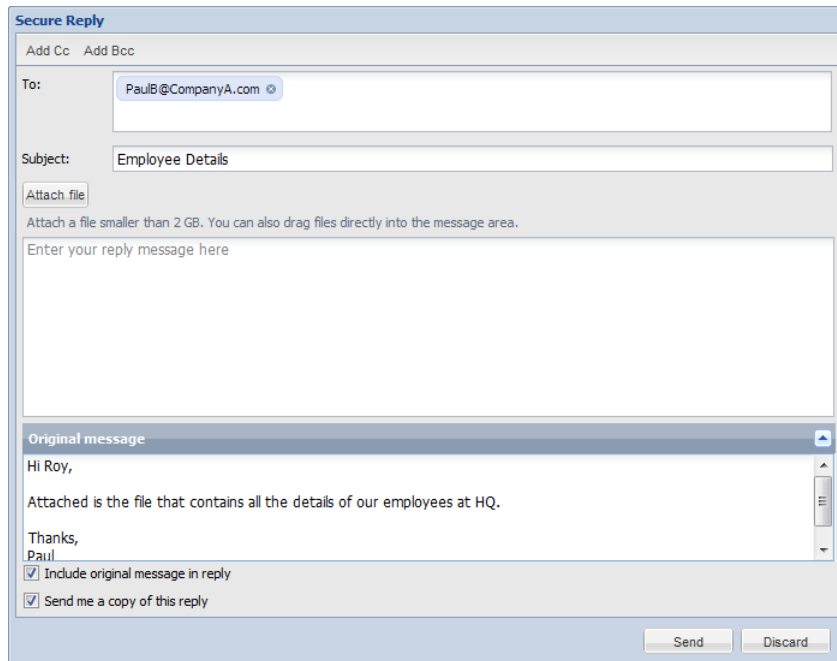 Secure Reply
Add Cc Add Bcc
To:
PaulB@CompanyA.com
Subject:
Employee Details
Attach file
Attach a file smaller than 2 GB. You can also drag files directly into the message area.
Enter your reply message here
Original message
Hi Roy,
Attached is the file that contains all the details of our employees at HQ.
Thanks,
Paul
Include original message in reply
Send me a copy of this reply
Send Discard